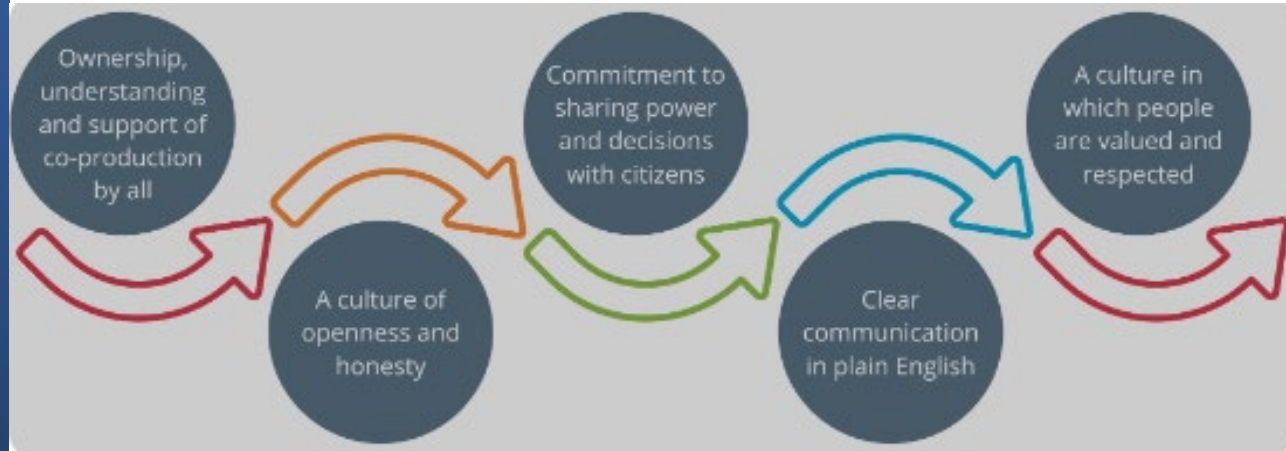 Ownership,
understanding
and support of
co-production
by all
A culture of
openness and
honesty
Commitment to
sharing power
and decisions
with citizens
Clear
communication
in plain English
A culture in
which people
are valued and
respected